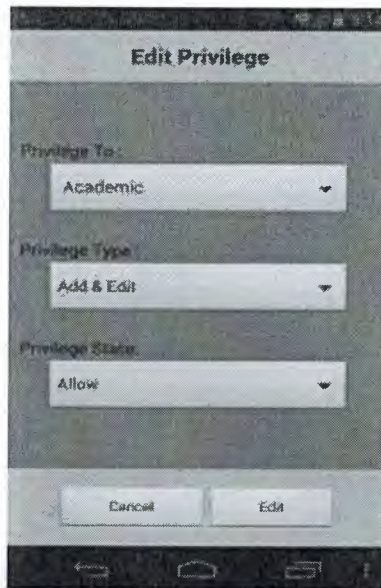 Edit Privilege
Privilege To :
Academic
Privilege Type :
Add & Edit
Privilege State:
Allow
Cancel Edit